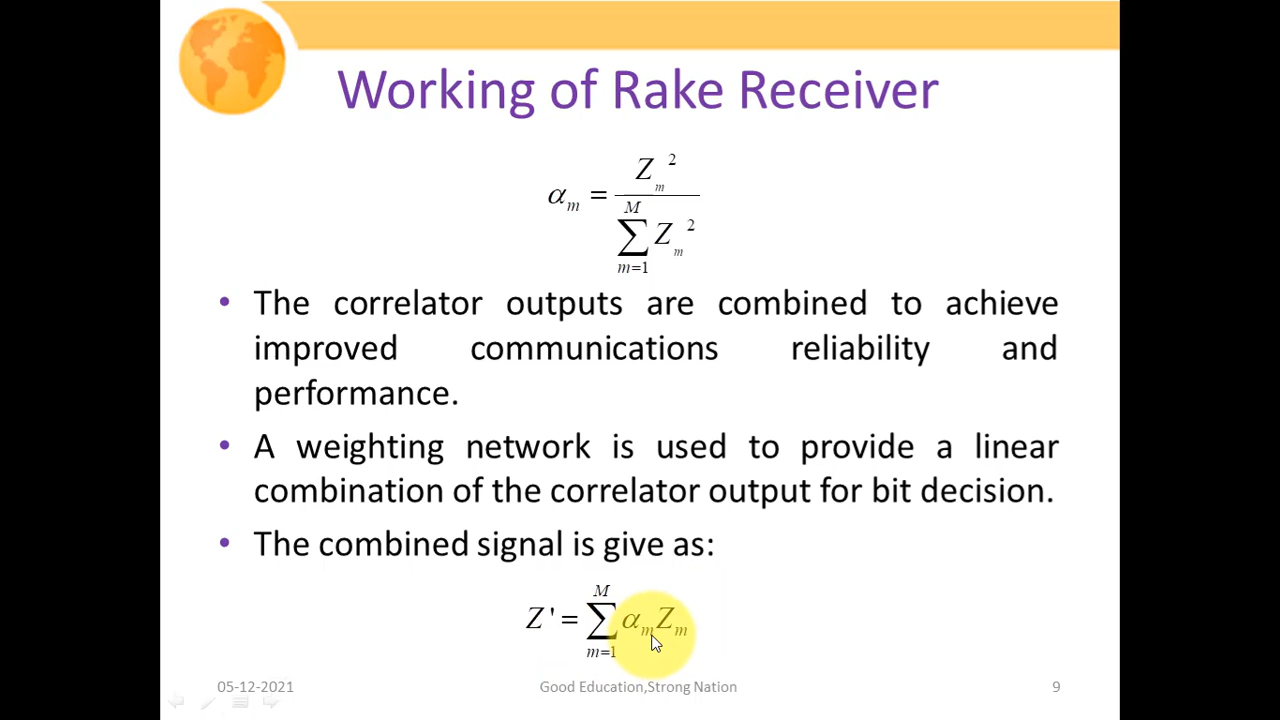 Working of Rake Receiver
α_m = Z_m^2 / ∑_{m=1}^{M} Z_m^2
• The correlator outputs are combined to achieve
improved communications reliability and
performance.
• A weighting network is used to provide a linear
combination of the correlator output for bit decision.
• The combined signal is give as:
Z' = ∑_{m=1}^{M} α_m Z_m
05-12-2021 Good Education,Strong Nation 9